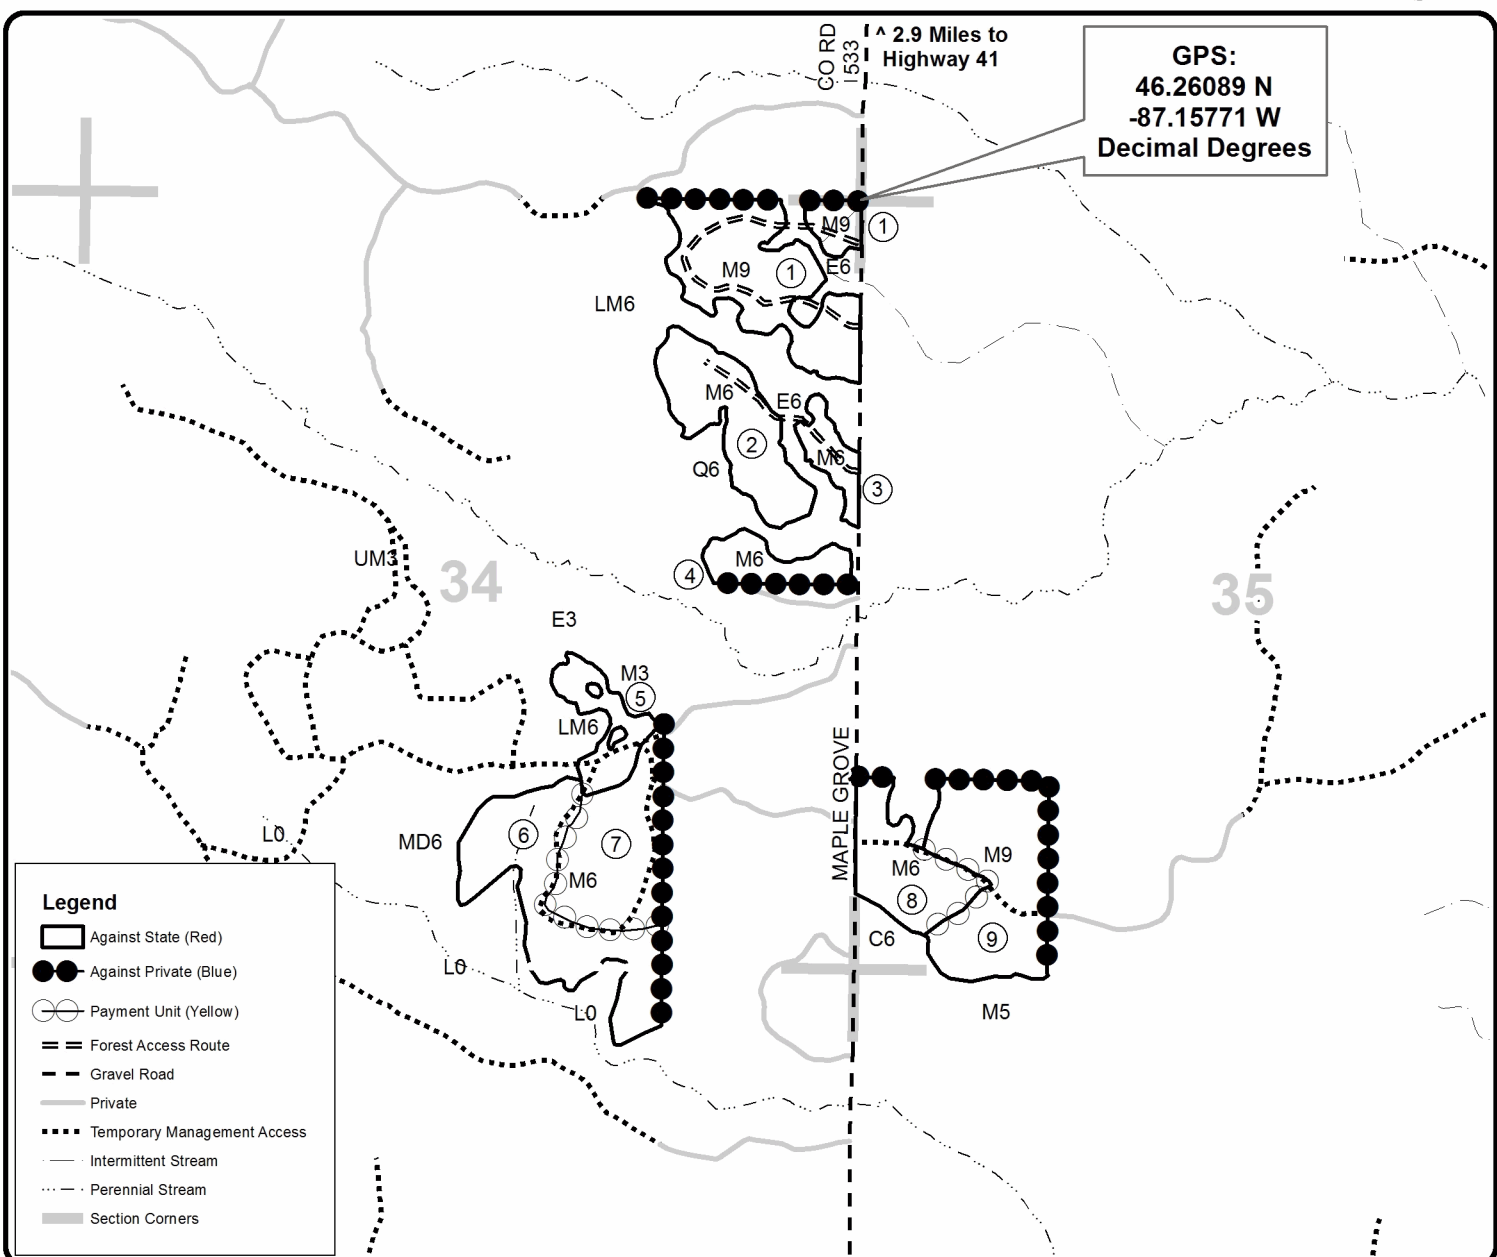 CO RD
I533
^ 2.9 Miles to
Highway 41
GPS:
46.26089 N
-87.15771 W
Decimal Degrees
M9
1
M9
1
E6
LM6
M6
E6
2
M6
Q6
3
M6
4
UM3
34
35
E3
M3
5
LM6
MAPLE GROVE
L0
MD6
6
7
M6
M6
M9
8
9
C6
L0
L0
M5
Legend
Against State (Red)
Against Private (Blue)
Payment Unit (Yellow)
Forest Access Route
Gravel Road
Private
Temporary Management Access
Intermittent Stream
Perennial Stream
Section Corners